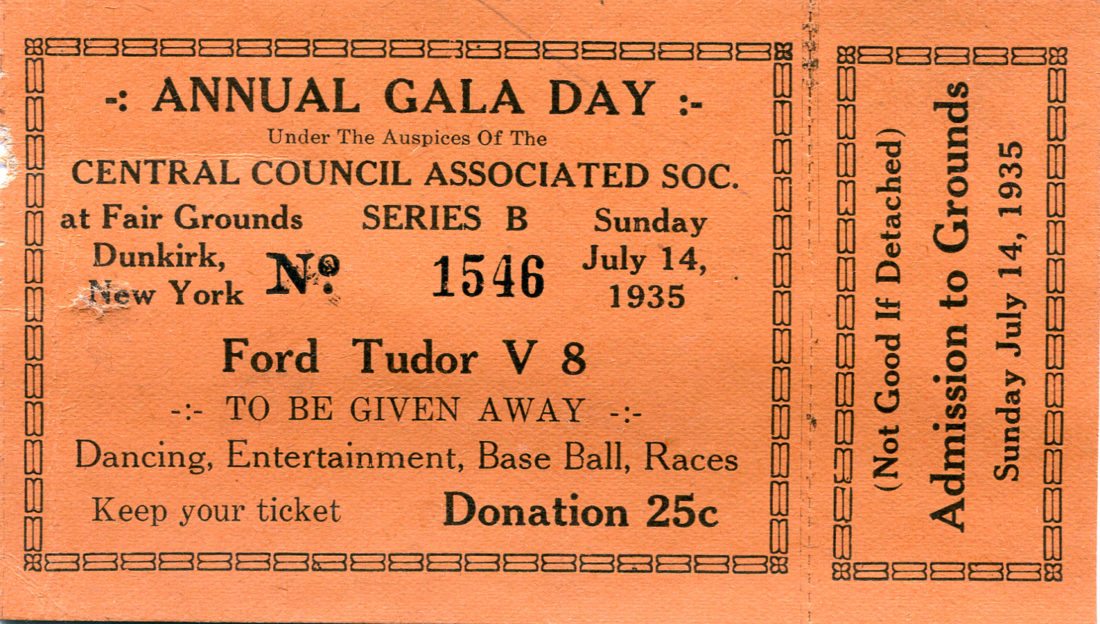 -: ANNUAL GALA DAY :-
Under The Auspices Of The
CENTRAL COUNCIL ASSOCIATED SOC.
at Fair Grounds
Dunkirk,
New York
SERIES B
No. 1546
Sunday
July 14,
1935
Ford Tudor V 8
-:- TO BE GIVEN AWAY -:-
Dancing, Entertainment, Base Ball, Races
Keep your ticket Donation 25c
(Not Good If Detached)
Admission to Grounds
Sunday July 14, 1935